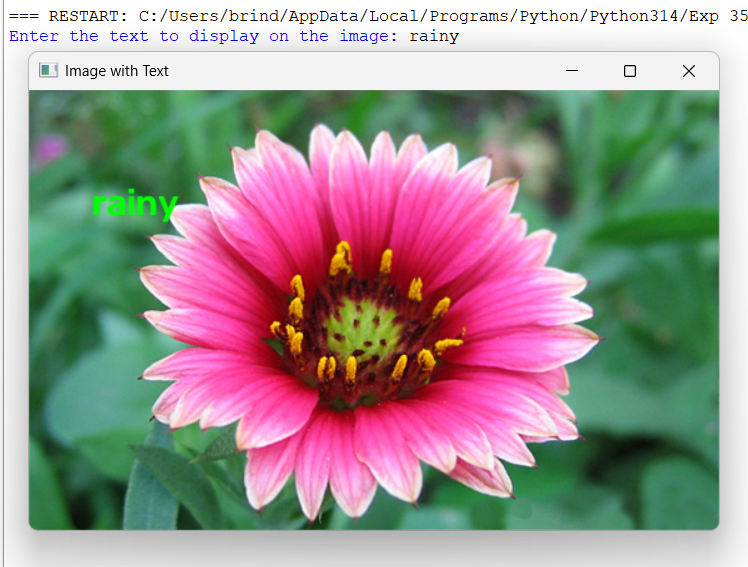 === RESTART: C:/Users/brind/AppData/Local/Programs/Python/Python314/Exp 35
Enter the text to display on the image: rainy
Image with Text
rainy